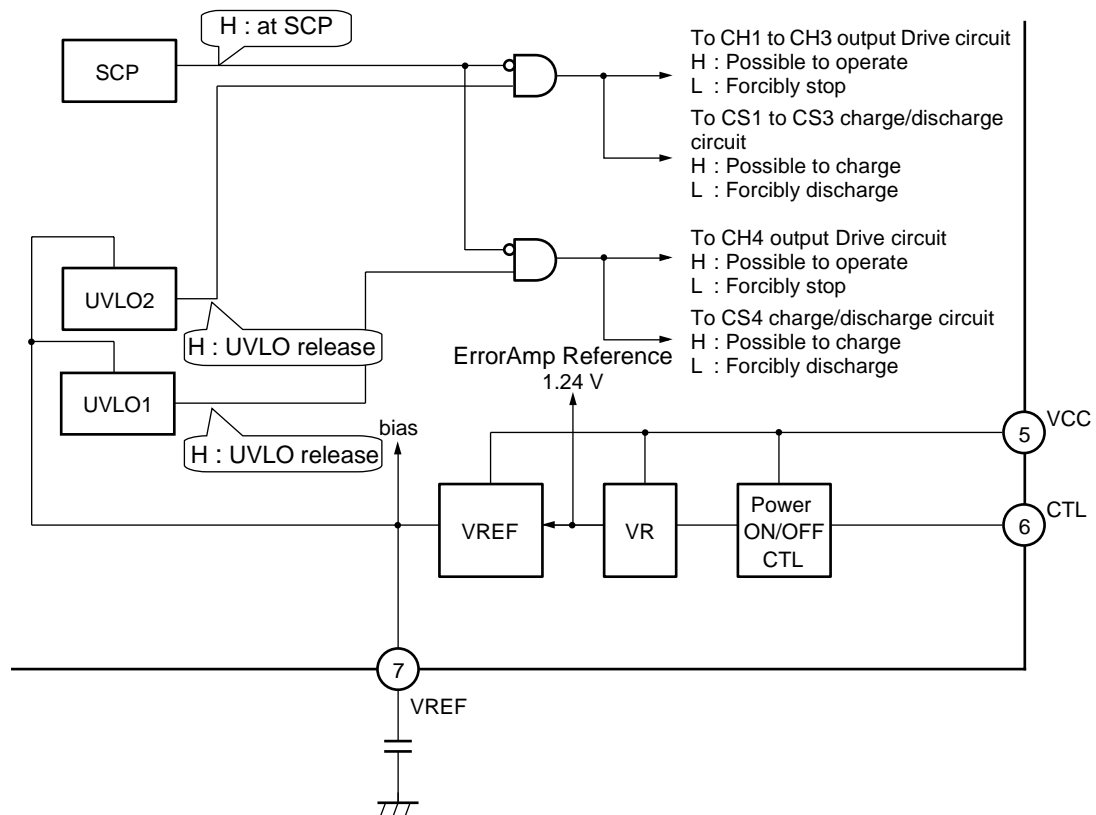 H : at SCP
SCP
To CH1 to CH3 output Drive circuit
H : Possible to operate
L : Forcibly stop
To CS1 to CS3 charge/discharge
circuit
H : Possible to charge
L : Forcibly discharge
To CH4 output Drive circuit
H : Possible to operate
L : Forcibly stop
To CS4 charge/discharge circuit
H : Possible to charge
L : Forcibly discharge
UVLO2
H : UVLO release
UVLO1
H : UVLO release
ErrorAmp Reference
1.24 V
bias
VREF
VR
Power
ON/OFF
CTL
5
VCC
6
CTL
7
VREF